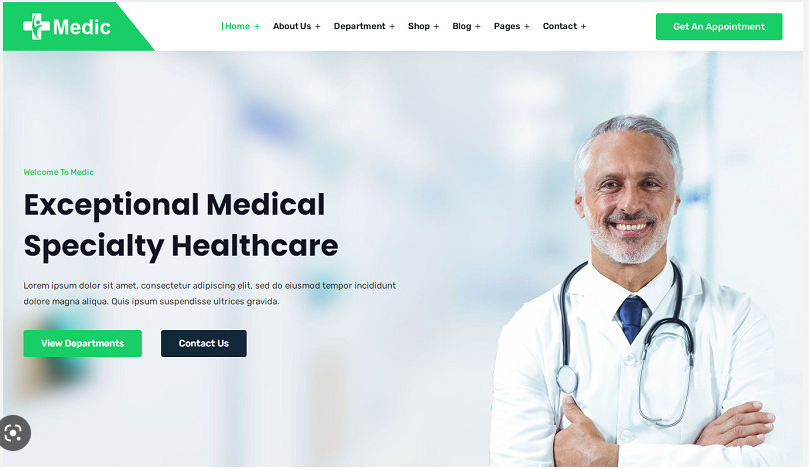 Medic
Home + About Us + Department + Shop + Blog + Pages + Contact +
Get An Appointment
Welcome To Medic
Exceptional Medical
Specialty Healthcare
Lorem ipsum dolor sit amet, consectetur adipiscing elit, sed do eiusmod tempor incididunt
dolore magna aliqua. Quis ipsum suspendisse ultrices gravida.
View Departments
Contact Us